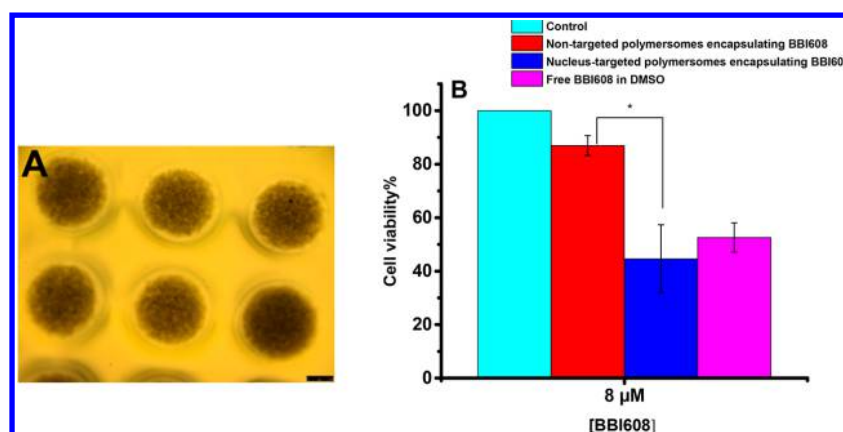 A
Control
Non-targeted polymersomes encapsulating BBI608
Nucleus-targeted polymersomes encapsulating BBI60
Free BBI608 in DMSO
B
*
100
80
60
40
20
0
Cell viability%
8 µM
[BBI608]